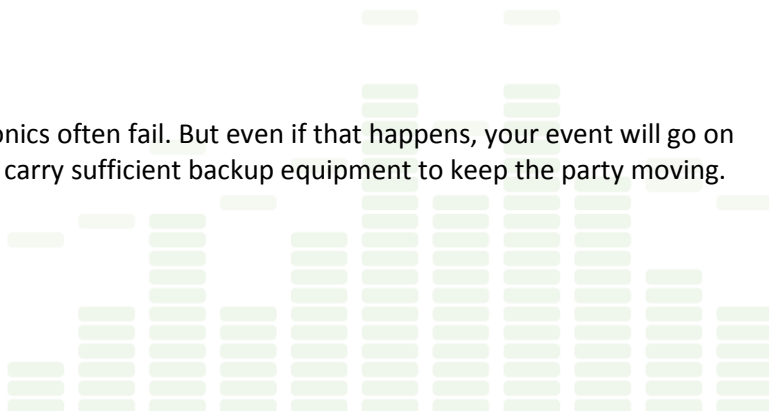 onics often fail. But even if that happens, your event will go on
carry sufficient backup equipment to keep the party moving.